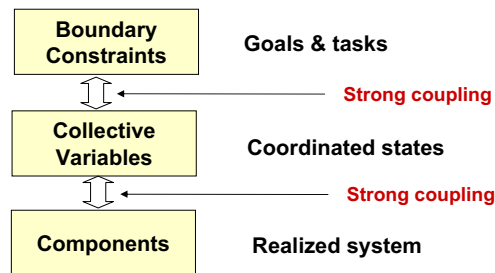 Boundary
Constraints
Goals & tasks
Strong coupling
Collective
Variables
Coordinated states
Strong coupling
Components
Realized system